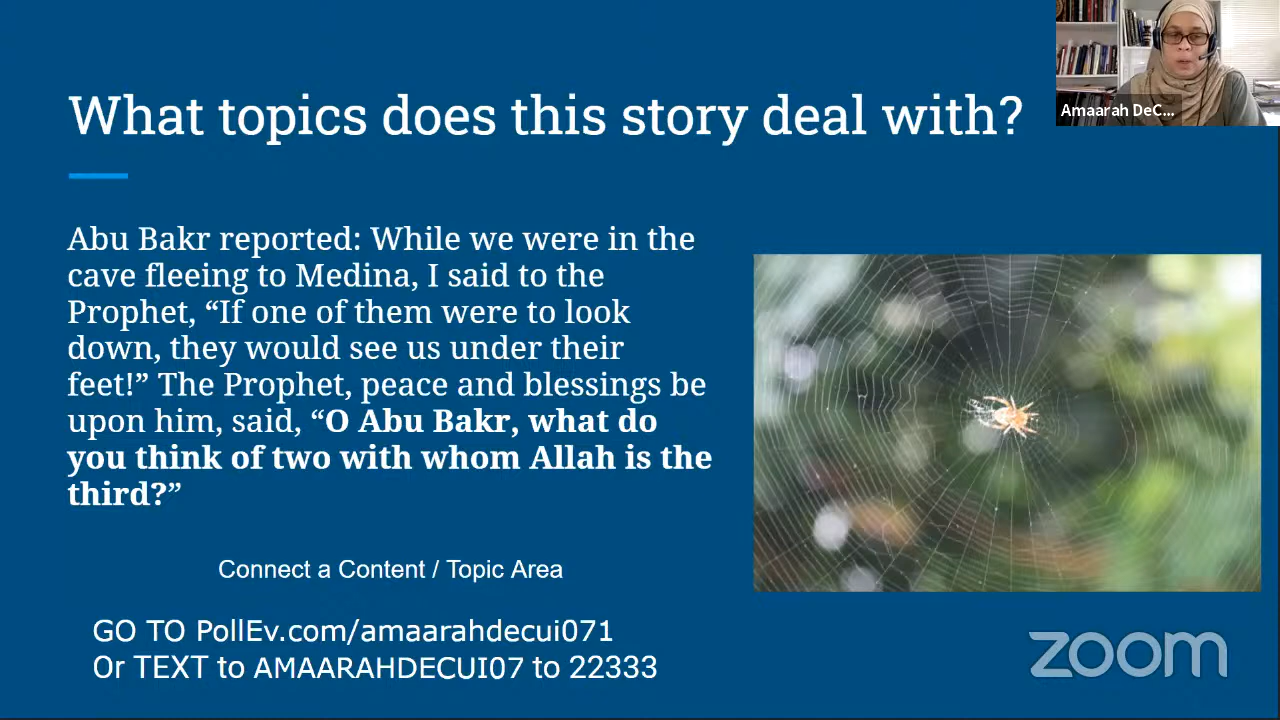 What topics does this story deal with?
Amaarah DeC...
Abu Bakr reported: While we were in the
cave fleeing to Medina, I said to the
Prophet, “If one of them were to look
down, they would see us under their
feet!” The Prophet, peace and blessings be
upon him, said, “O Abu Bakr, what do
you think of two with whom Allah is the
third?”
Connect a Content / Topic Area
GO TO PollEv.com/amaarahdecui071
Or TEXT to AMAARAHDECUI07 to 22333
zoom